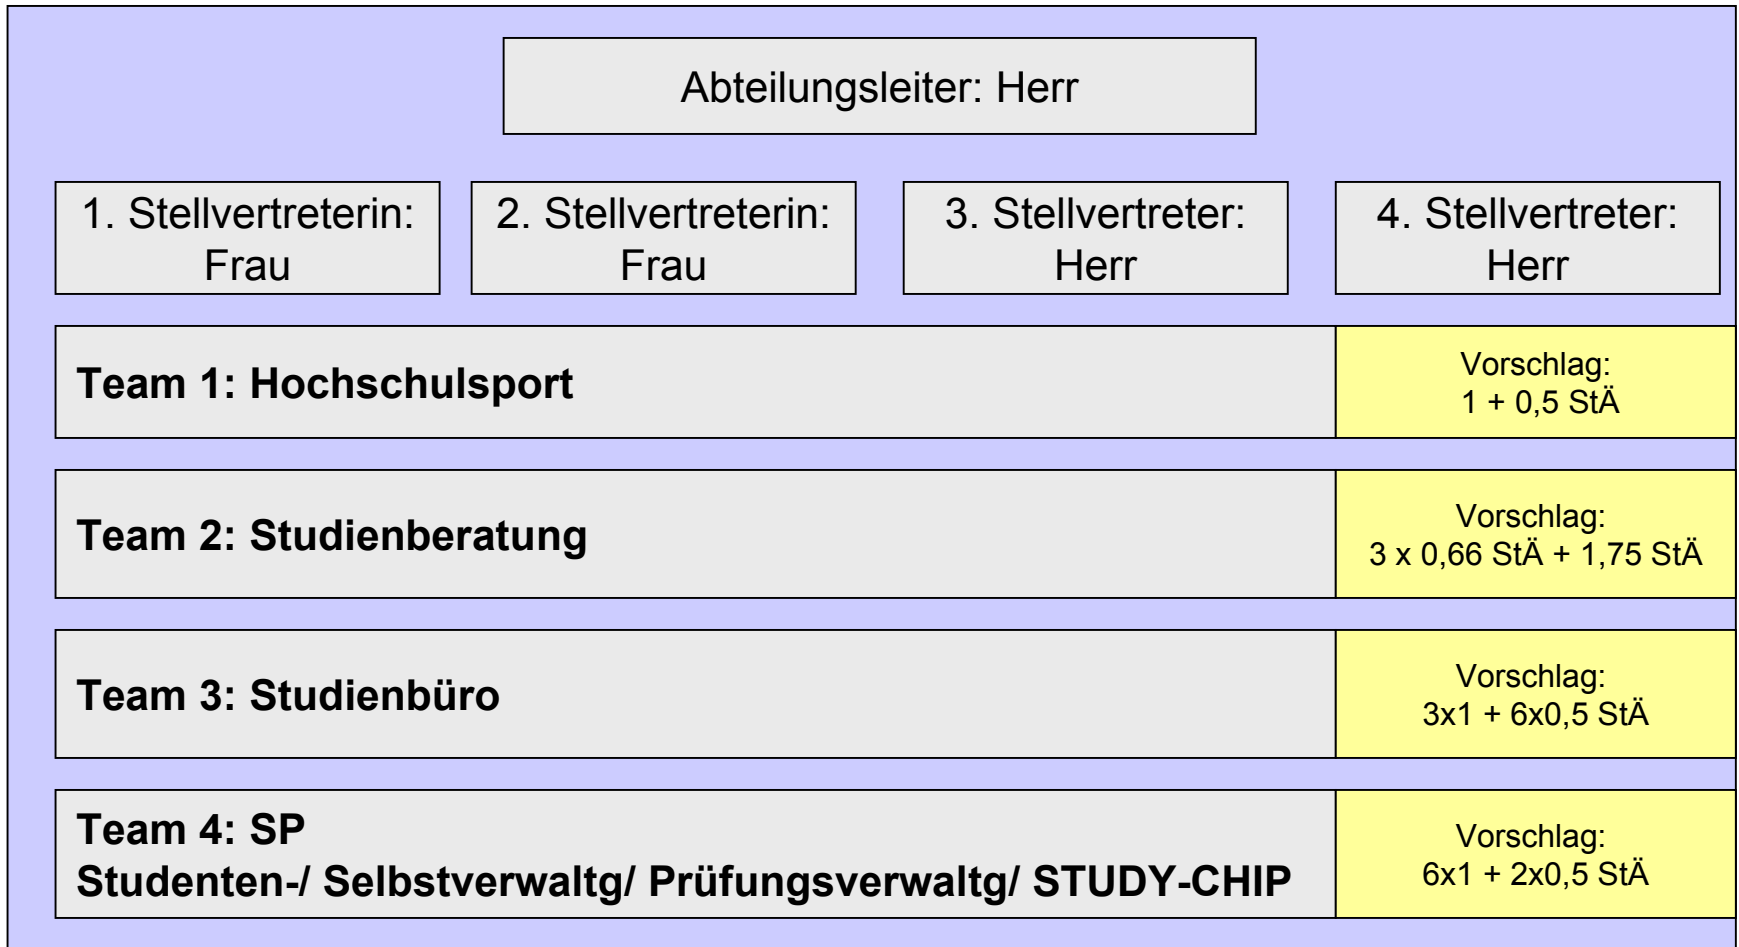 Abteilungsleiter: Herr
1. Stellvertreterin:
Frau
2. Stellvertreterin:
Frau
3. Stellvertreter:
Herr
4. Stellvertreter:
Herr
Team 1: Hochschulsport
Vorschlag:
1 + 0,5 StÄ
Team 2: Studienberatung
Vorschlag:
3 x 0,66 StÄ + 1,75 StÄ
Team 3: Studienbüro
Vorschlag:
3x1 + 6x0,5 StÄ
Team 4: SP
Studenten-/ Selbstverwaltg/ Prüfungsverwaltg/ STUDY-CHIP
Vorschlag:
6x1 + 2x0,5 StÄ